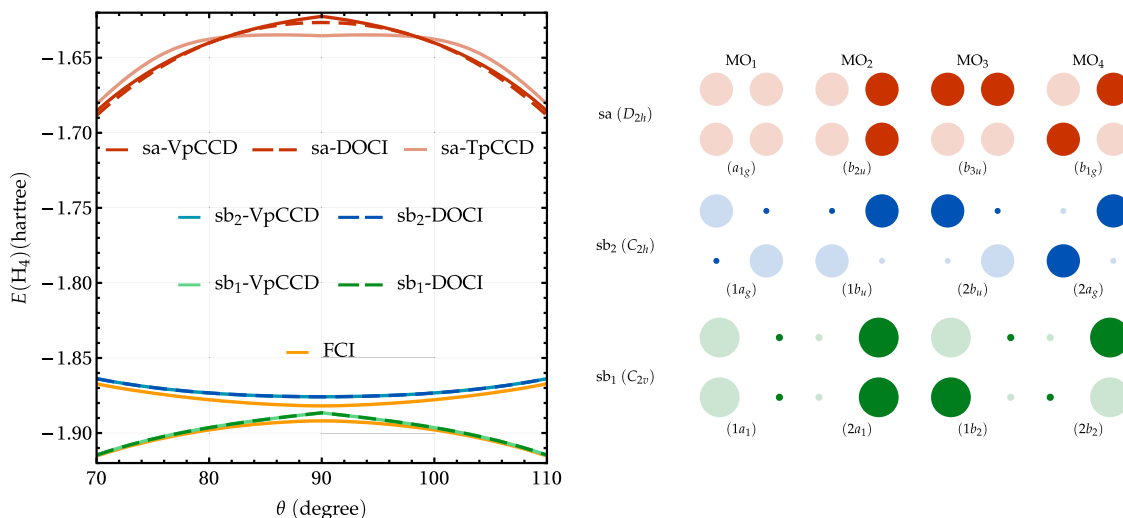 −1.65
−1.70
−1.75
−1.80
−1.85
−1.90
E(H₄)(hartree)
sa-VpCCD sa-DOCI sa-TpCCD
sb₂-VpCCD sb₂-DOCI
sb₁-VpCCD sb₁-DOCI
FCI
70 80 90 100 110
θ (degree)
MO₁ MO₂ MO₃ MO₄
sa (D₂ₕ)
(a₁g) (b₂ᵤ) (b₃ᵤ) (b₁g)
sb₂ (C₂ₕ)
(1a_g) (1bᵤ) (2bᵤ) (2a_g)
sb₁ (C₂ᵥ)
(1a₁) (2a₁) (1b₂) (2b₂)